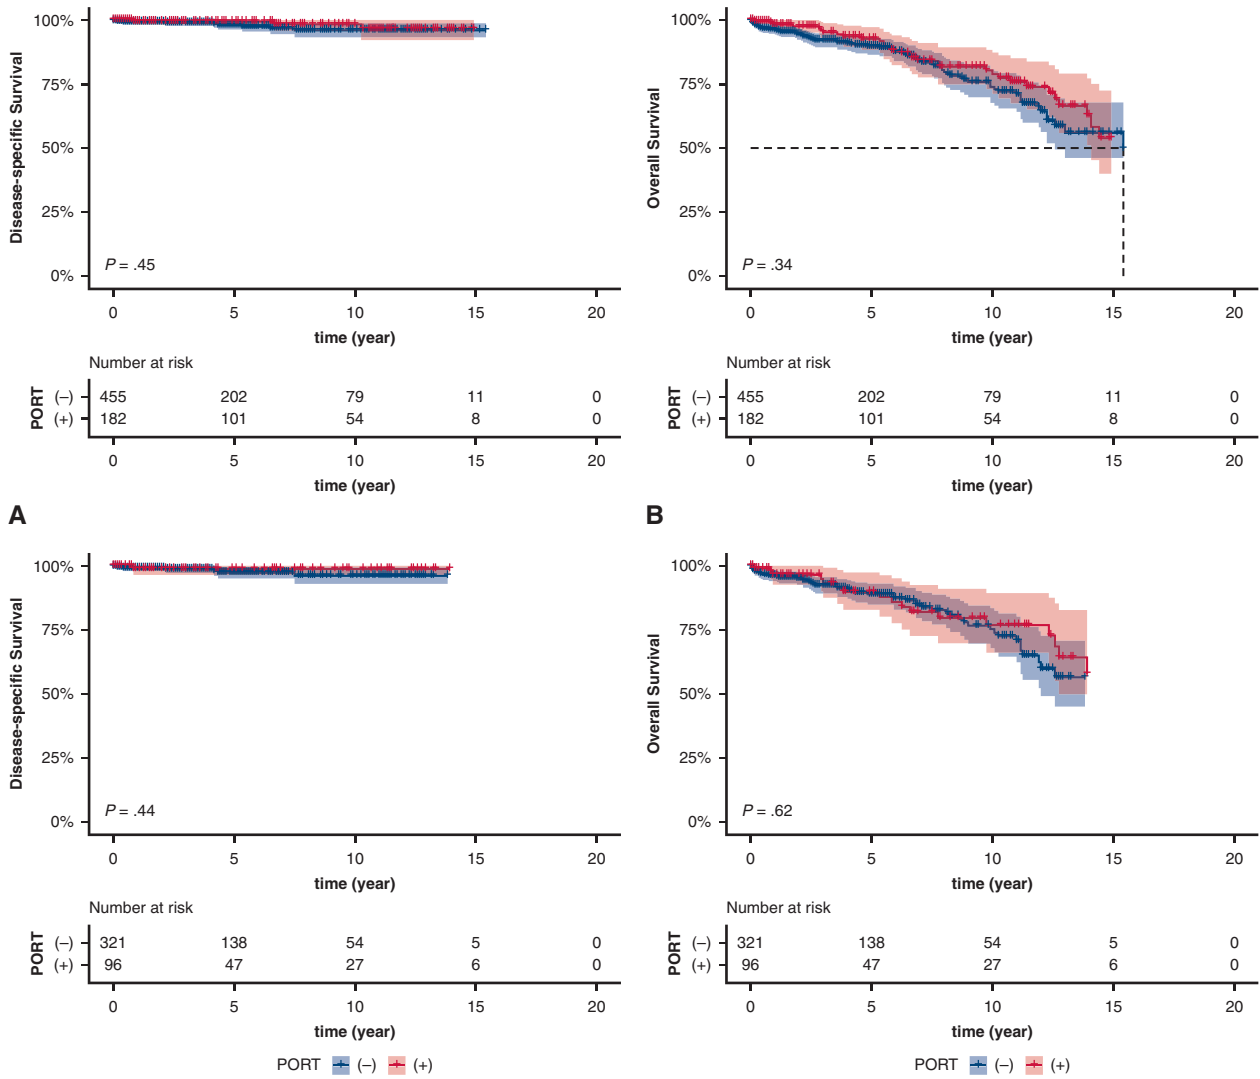 100%
75%
50%
25%
0%
Disease-specific Survival
P = .45
0 5 10 15 20
time (year)
Number at risk
PORT
(–) 455 202 79 11 0
(+) 182 101 54 8 0
0 5 10 15 20
time (year)
100%
75%
50%
25%
0%
Overall Survival
P = .34
0 5 10 15 20
time (year)
Number at risk
PORT
(–) 455 202 79 11 0
(+) 182 101 54 8 0
0 5 10 15 20
time (year)
A
B
100%
75%
50%
25%
0%
Disease-specific Survival
P = .44
0 5 10 15 20
time (year)
Number at risk
PORT
(–) 321 138 54 5 0
(+) 96 47 27 6 0
0 5 10 15 20
time (year)
PORT (–) (+)
100%
75%
50%
25%
0%
Overall Survival
P = .62
0 5 10 15 20
time (year)
Number at risk
PORT
(–) 321 138 54 5 0
(+) 96 47 27 6 0
0 5 10 15 20
time (year)
PORT (–) (+)